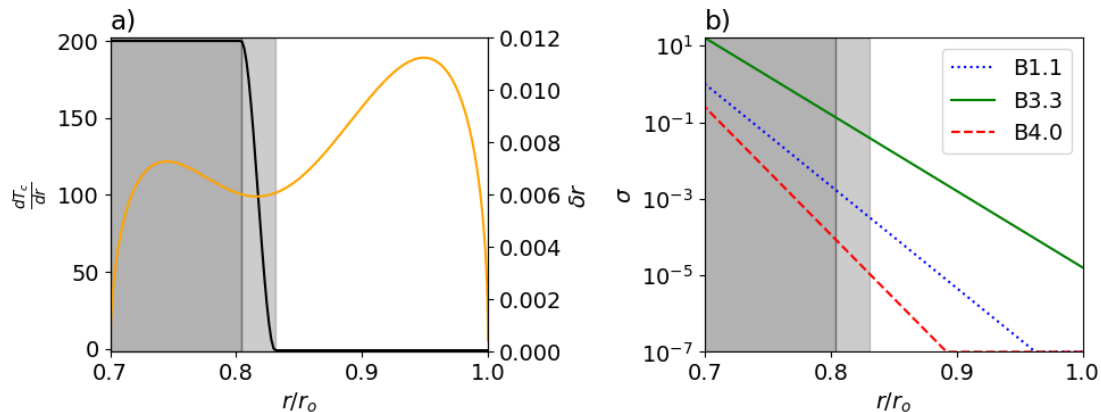 a)
200
150
100
50
0
dT_c/dr
0.012
0.010
0.008
0.006
0.004
0.002
0.000
δr
0.7
0.8
0.9
1.0
r/r_o
b)
10^1
10^-1
10^-3
10^-5
10^-7
σ
B1.1
B3.3
B4.0
0.7
0.8
0.9
1.0
r/r_o